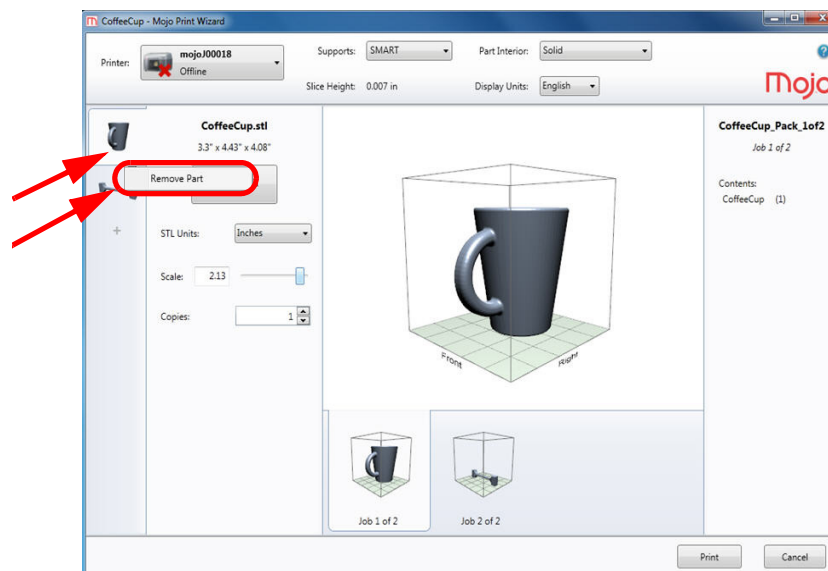 CoffeeCup - Mojo Print Wizard
Printer:
mojoJ00018
Offline
Supports: SMART
Part Interior: Solid
Slice Height: 0.007 in
Display Units: English
Mojo
CoffeeCup.stl
3.3" x 4.43" x 4.08"
Remove Part
STL Units: Inches
Scale: 2.13
Copies: 1
Front
Right
Job 1 of 2
Job 2 of 2
CoffeeCup_Pack_1of2
Job 1 of 2
Contents:
CoffeeCup (1)
Print
Cancel